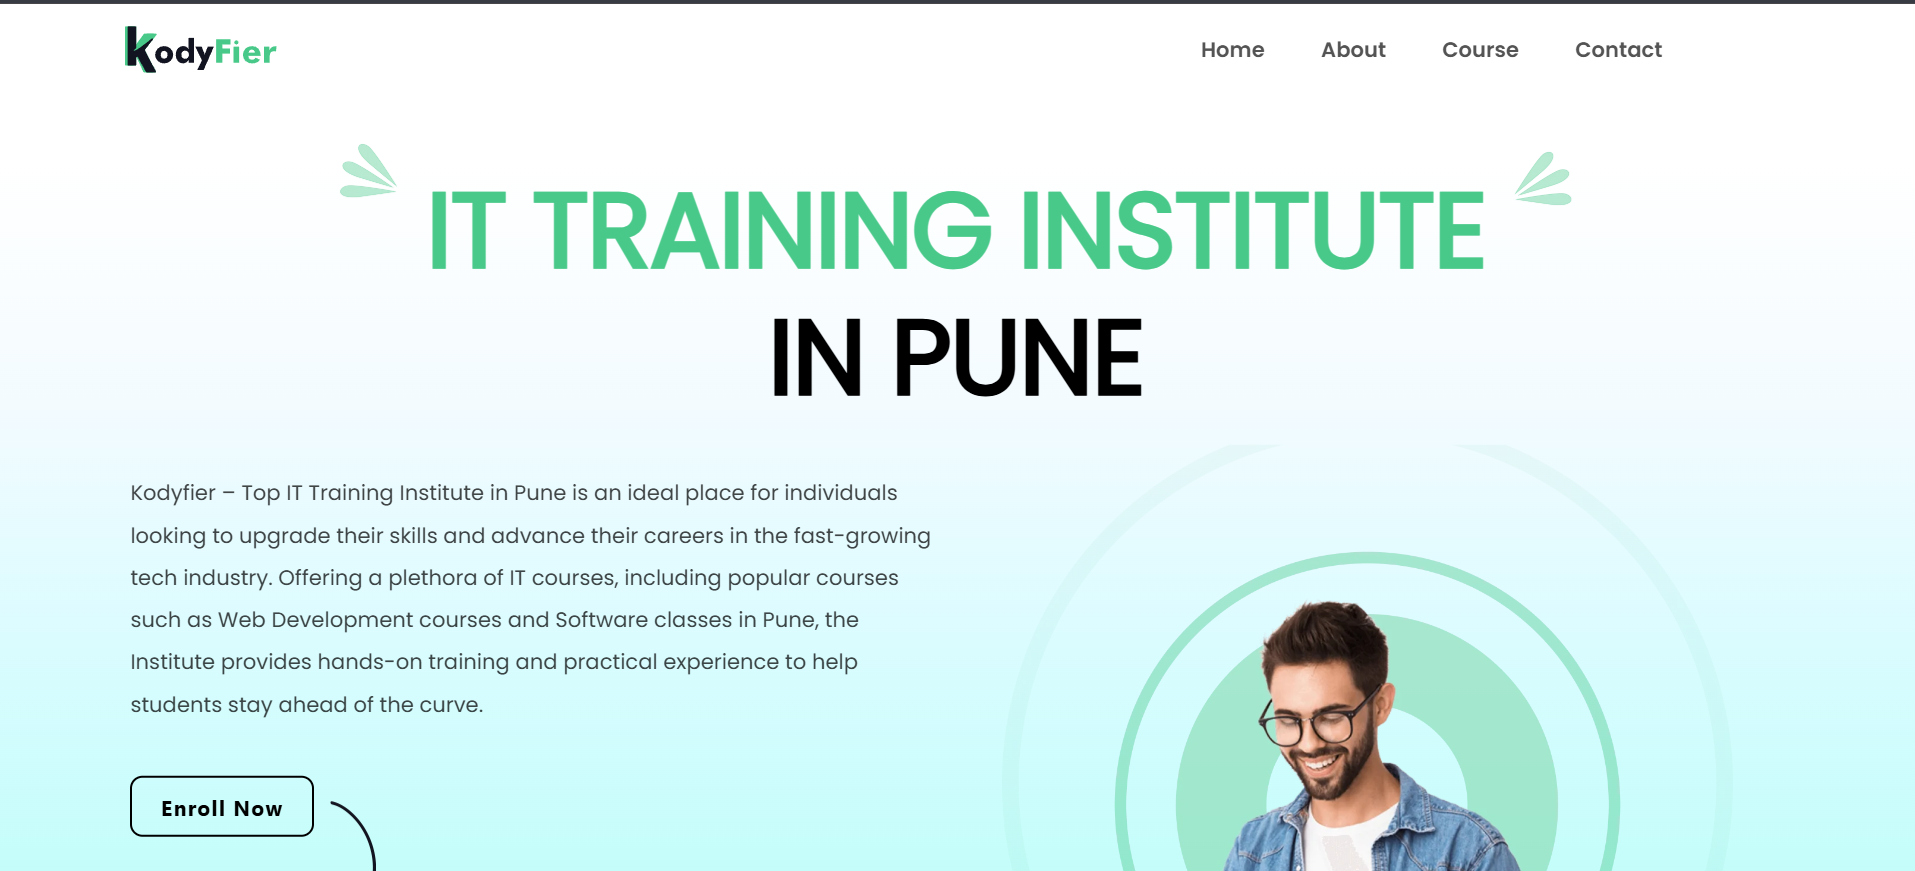 KodyFier
Home About Course Contact
IT TRAINING INSTITUTE
IN PUNE
Kodyfier – Top IT Training Institute in Pune is an ideal place for individuals
looking to upgrade their skills and advance their careers in the fast-growing
tech industry. Offering a plethora of IT courses, including popular courses
such as Web Development courses and Software classes in Pune, the
Institute provides hands-on training and practical experience to help
students stay ahead of the curve.
Enroll Now